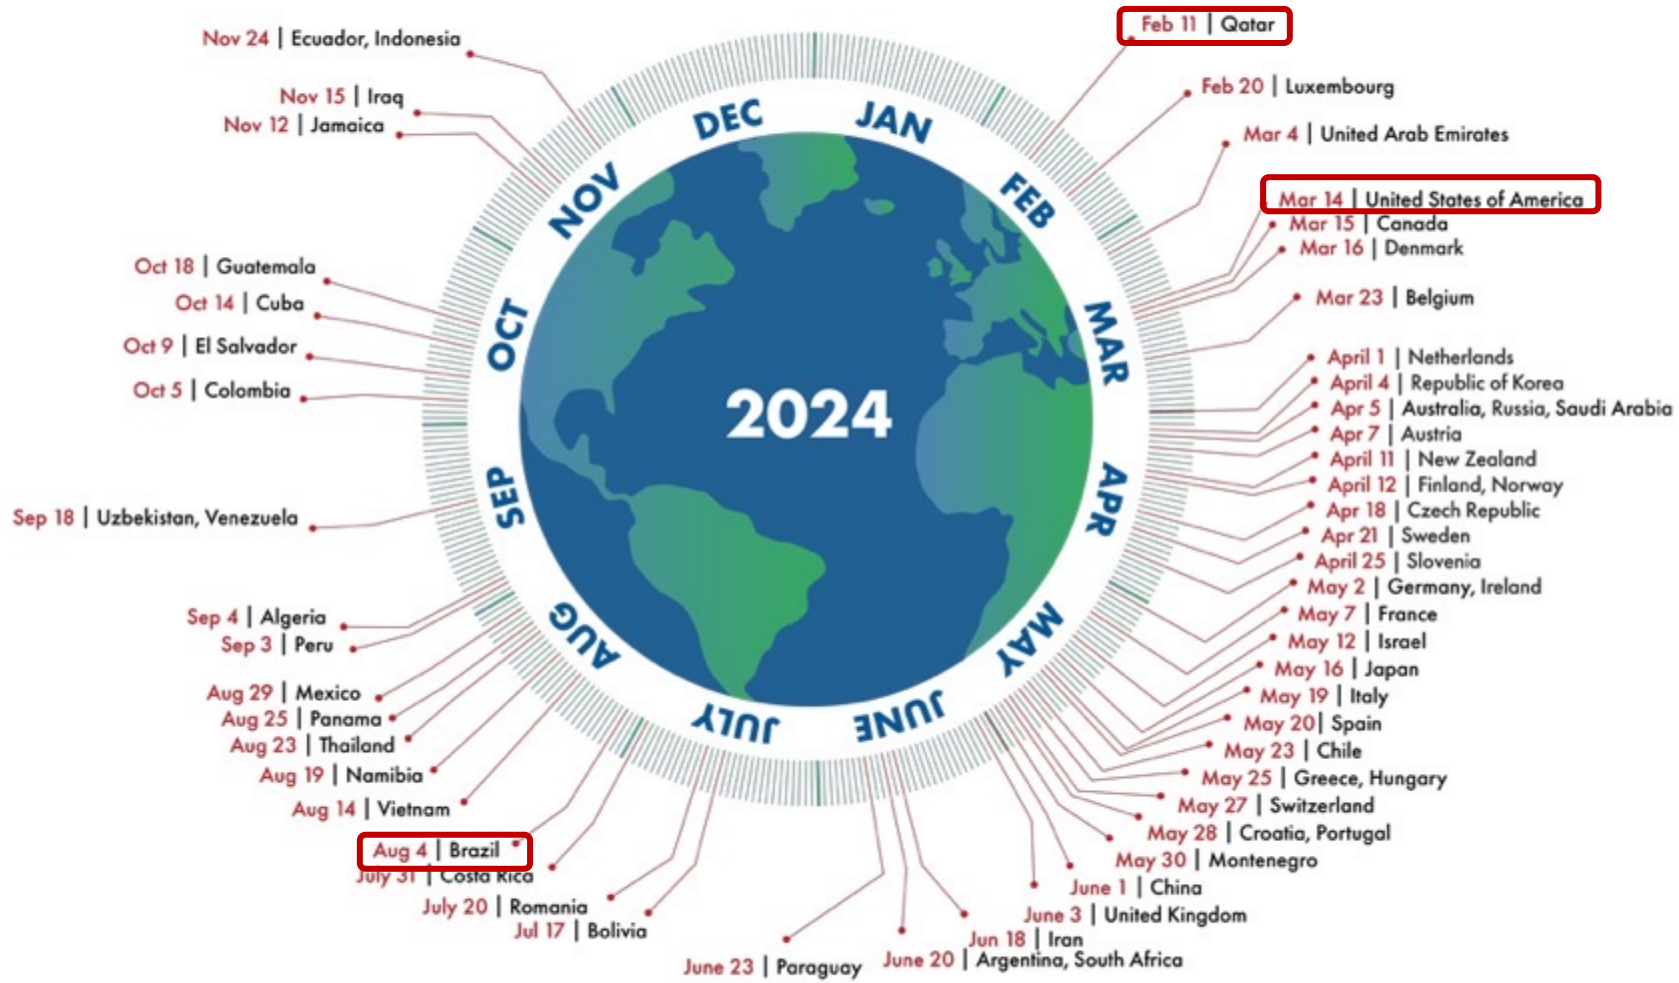 Feb 11 | Qatar
Feb 20 | Luxembourg
Mar 4 | United Arab Emirates
Mar 14 | United States of America
Mar 15 | Canada
Mar 16 | Denmark
Mar 23 | Belgium
April 1 | Netherlands
April 4 | Republic of Korea
Apr 5 | Australia, Russia, Saudi Arabia
Apr 7 | Austria
April 11 | New Zealand
April 12 | Finland, Norway
Apr 18 | Czech Republic
Apr 21 | Sweden
April 25 | Slovenia
May 2 | Germany, Ireland
May 7 | France
May 12 | Israel
May 16 | Japan
May 19 | Italy
May 20| Spain
May 23 | Chile
May 25 | Greece, Hungary
May 27 | Switzerland
May 28 | Croatia, Portugal
May 30 | Montenegro
June 1 | China
June 3 | United Kingdom
Jun 18 | Iran
June 20 | Argentina, South Africa
June 23 | Paraguay
Jul 17 | Bolivia
July 20 | Romania
July 31 | Costa Rica
Aug 4 | Brazil
Aug 14 | Vietnam
Aug 19 | Namibia
Aug 23 | Thailand
Aug 25 | Panama
Aug 29 | Mexico
Sep 3 | Peru
Sep 4 | Algeria
Sep 18 | Uzbekistan, Venezuela
Oct 5 | Colombia
Oct 9 | El Salvador
Oct 14 | Cuba
Oct 18 | Guatemala
Nov 12 | Jamaica
Nov 15 | Iraq
Nov 24 | Ecuador, Indonesia
JAN
FEB
MAR
APR
MAY
JUNE
JULY
AUG
SEP
OCT
NOV
DEC
2024